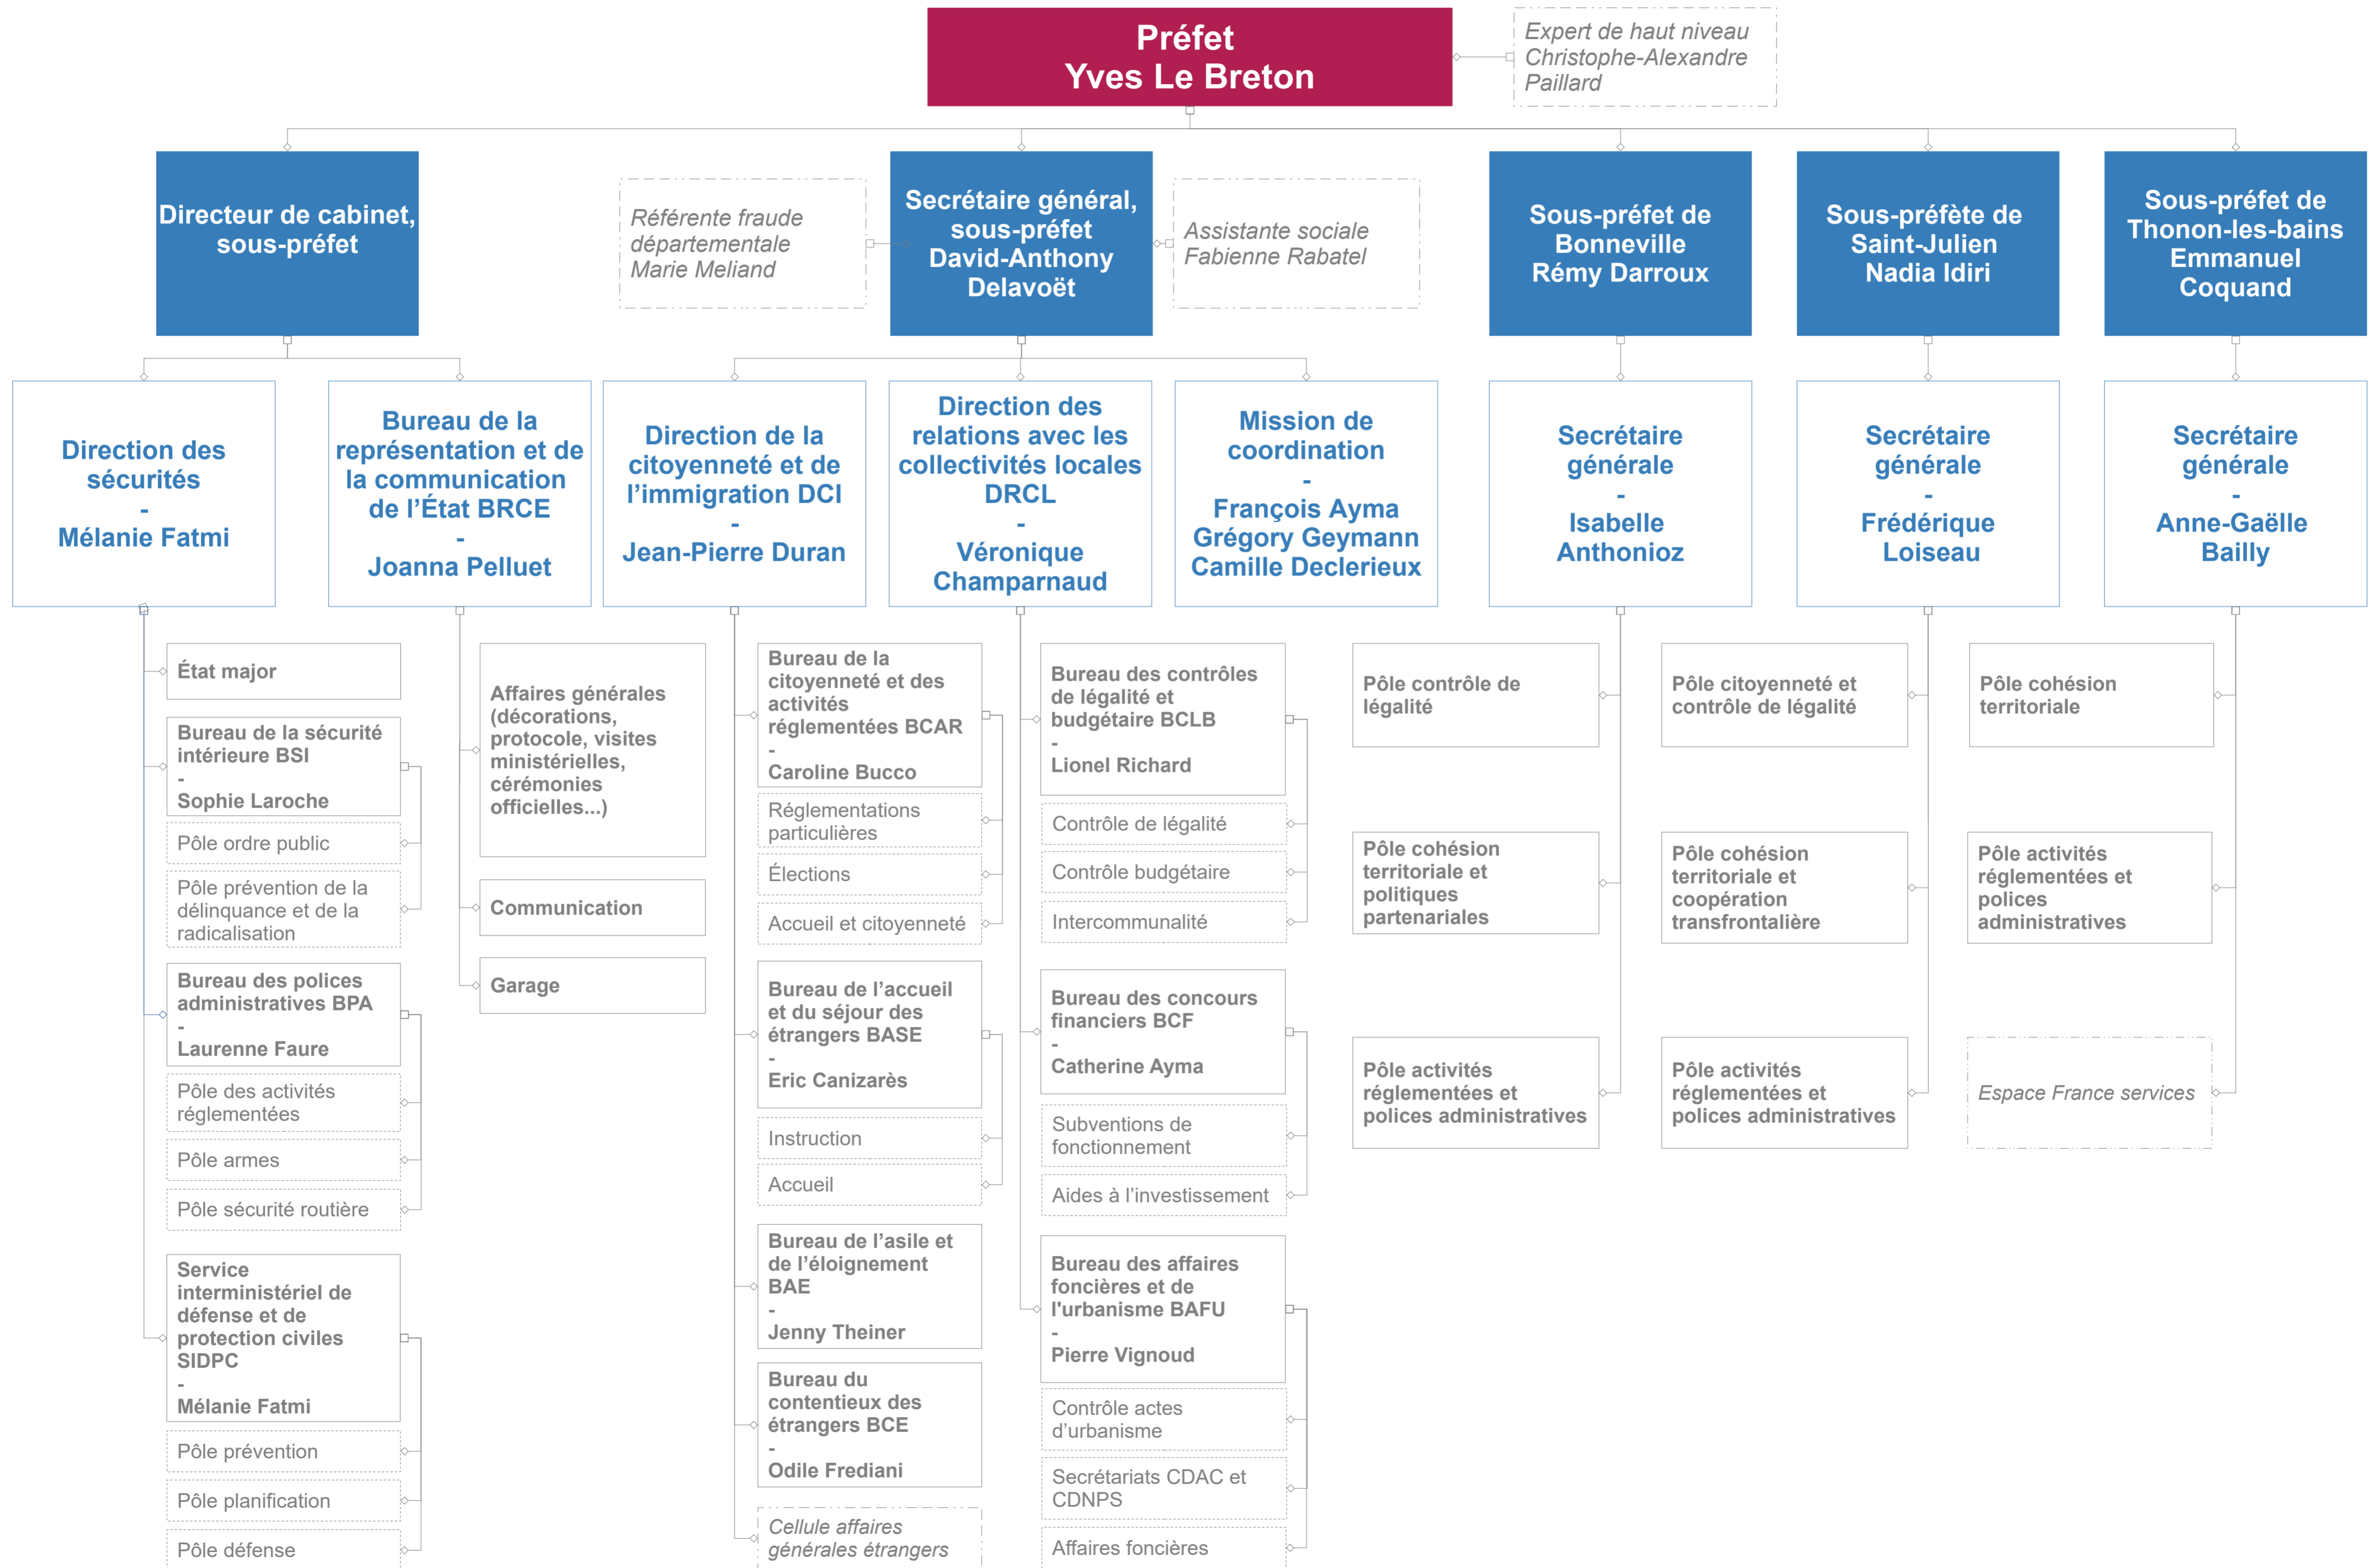 Préfet
Yves Le Breton
Expert de haut niveau
Christophe-Alexandre
Paillard
Directeur de cabinet,
sous-préfet
Référente fraude
départementale
Marie Meliand
Secrétaire général,
sous-préfet
David-Anthony
Delavoët
Assistante sociale
Fabienne Rabatel
Sous-préfet de
Bonneville
Rémy Darroux
Sous-préfète de
Saint-Julien
Nadia Idiri
Sous-préfet de
Thonon-les-bains
Emmanuel
Coquand
Direction des
sécurités
-
Mélanie Fatmi
Bureau de la
représentation et de
la communication
de l’État BRCE
-
Joanna Pelluet
Direction de la
citoyenneté et de
l’immigration DCI
-
Jean-Pierre Duran
Direction des
relations avec les
collectivités locales
DRCL
-
Véronique
Champarnaud
Mission de
coordination
-
François Ayma
Grégory Geymann
Camille Declerieux
Secrétaire
générale
-
Isabelle
Anthonioz
Secrétaire
générale
-
Frédérique
Loiseau
Secrétaire
générale
-
Anne-Gaëlle
Bailly
État major
Bureau de la sécurité
intérieure BSI
-
Sophie Laroche
Pôle ordre public
Pôle prévention de la
délinquance et de la
radicalisation
Bureau des polices
administratives BPA
-
Laurenne Faure
Pôle des activités
réglementées
Pôle armes
Pôle sécurité routière
Service
interministériel de
défense et de
protection civiles
SIDPC
-
Mélanie Fatmi
Pôle prévention
Pôle planification
Pôle défense
Affaires générales
(décorations,
protocole, visites
ministérielles,
cérémonies
officielles...)
Communication
Garage
Bureau de la
citoyenneté et des
activités
réglementées BCAR
-
Caroline Bucco
Réglementations
particulières
Élections
Accueil et citoyenneté
Bureau de l’accueil
et du séjour des
étrangers BASE
-
Eric Canizarès
Instruction
Accueil
Bureau de l’asile et
de l’éloignement
BAE
-
Jenny Theiner
Bureau du
contentieux des
étrangers BCE
-
Odile Frediani
Cellule affaires
générales étrangers
Bureau des contrôles
de légalité et
budgétaire BCLB
-
Lionel Richard
Contrôle de légalité
Contrôle budgétaire
Intercommunalité
Bureau des concours
financiers BCF
-
Catherine Ayma
Subventions de
fonctionnement
Aides à l’investissement
Bureau des affaires
foncières et de
l'urbanisme BAFU
-
Pierre Vignoud
Contrôle actes
d’urbanisme
Secrétariats CDAC et
CDNPS
Affaires foncières
Pôle contrôle de
légalité
Pôle cohésion
territoriale et
politiques
partenariales
Pôle activités
réglementées et
polices administratives
Pôle citoyenneté et
contrôle de légalité
Pôle cohésion
territoriale et
coopération
transfrontalière
Pôle activités
réglementées et
polices administratives
Pôle cohésion
territoriale
Pôle activités
réglementées et
polices
administratives
Espace France services